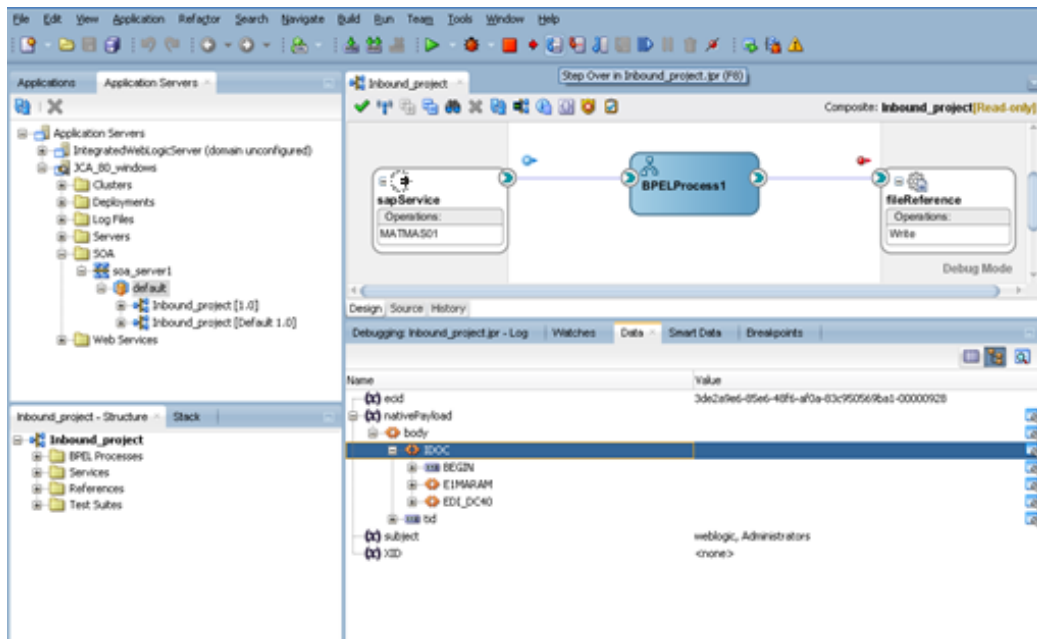 File Edit View Application Refactor Search Navigate Build Run Team Tools Window Help
Applications Application Servers
Application Servers
IntegratedWebLogicServer (domain unconfigured)
JCA_80_windows
Clusters
Deployments
Log Files
Servers
SOA
soa_server1
default
Inbound_project [1.0]
Inbound_project [Default 1.0]
Web Services
Inbound_project - Structure Stack
Inbound_project
BPEL Processes
Services
References
Test Suites
Inbound_project
Step Over in Inbound_project.jpr (F8)
Composite: Inbound_project[Read-only]
sapService
Operations:
MATMAS01
BPELProcess1
fileReference
Operations:
Write
Debug Mode
Design Source History
Debugging: Inbound_project.jpr - Log Watches Data Smart Data Breakpoints
Name Value
ecid 3de2a9e6-85e6-48f6-af0a-83c950569ba1-00000928
nativePayload
body
IDOC
BEGIN
E1MARAM
EDI_DC40
tid
subject weblogic, Administrators
XID <none>